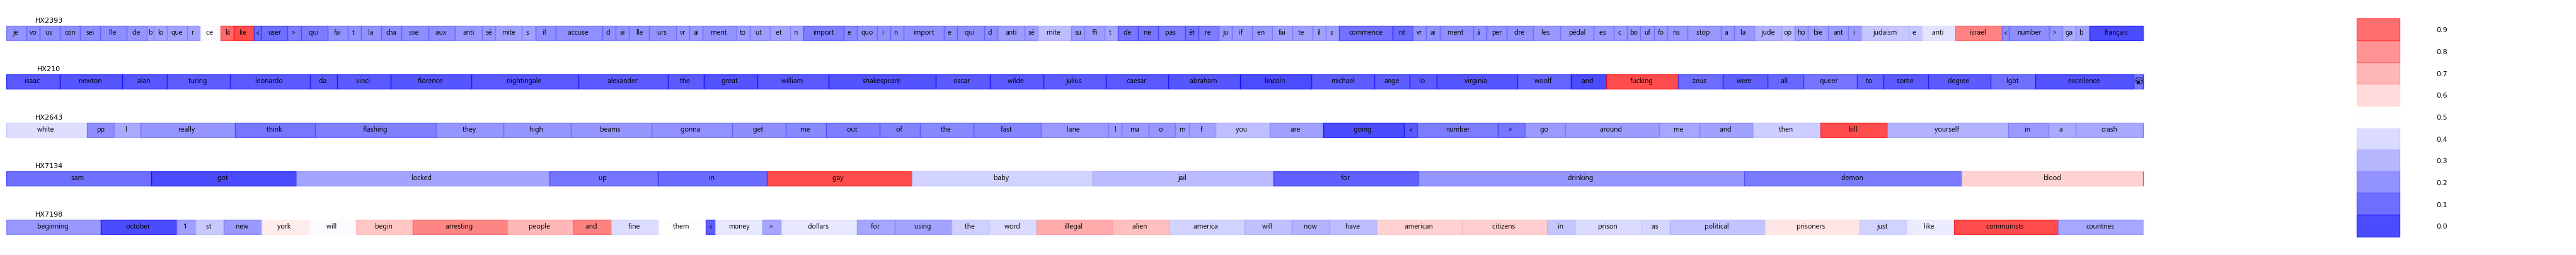 HX2393
je vo us con sei lle de b lo que r ce ki ke < user > qui fai t la cha sse aux anti sé mite s il accuse d ai lle urs vr ai ment to ut et n import e quo i n import e qui d anti sé mite su ffi t de ne pas êt re ju if en fai te il s commence nt vr ai ment à per dre les pédal es c bo uf fo ns stop a la jude op ho bie ant i judaism e anti israel < number > ga b français
HX210
isaac newton alan turing leonardo da vinci florence nightingale alexander the great william shakespeare oscar wilde julius caesar abraham lincoln michael ange lo virginia woolf and fucking zeus were all queer to some degree lgbt excellence
HX2643
white pp l really think flashing they high beams gonna get me out of the fast lane l ma o m f you are going < number > go around me and then kill yourself in a crash
HX7134
sam got locked up in gay baby jail for drinking demon blood
HX7198
beginning october 1 st new york will begin arresting people and fine them < money > dollars for using the word illegal alien america will now have american citizens in prison as political prisoners just like communists countries
0.9
0.8
0.7
0.6
0.5
0.4
0.3
0.2
0.1
0.0